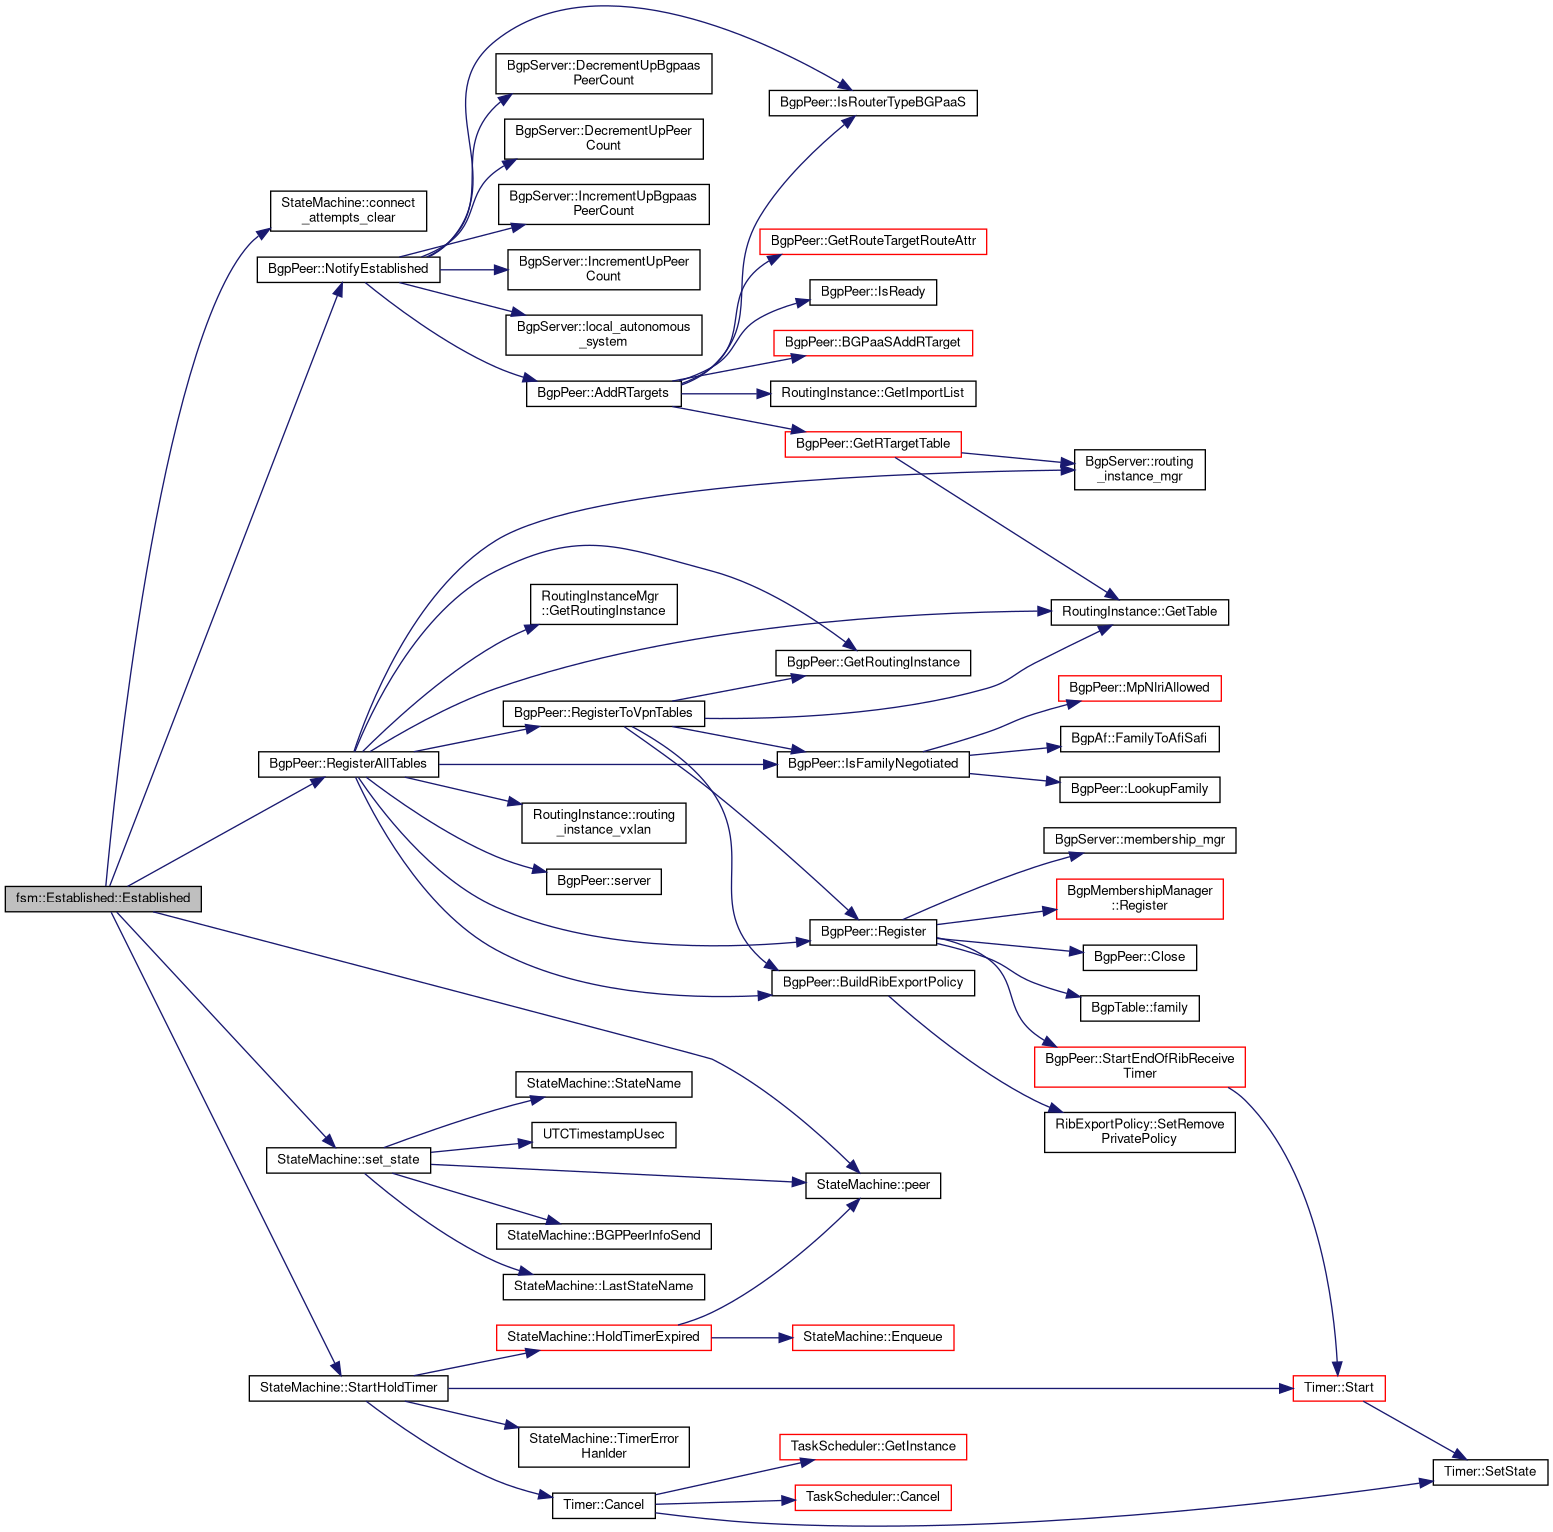 fsm::Established::Established
StateMachine::connect
_attempts_clear
BgpPeer::NotifyEstablished
BgpPeer::RegisterAllTables
StateMachine::set_state
StateMachine::StartHoldTimer
BgpServer::DecrementUpBgpaas
PeerCount
BgpServer::DecrementUpPeer
Count
BgpServer::IncrementUpBgpaas
PeerCount
BgpServer::IncrementUpPeer
Count
BgpServer::local_autonomous
_system
BgpPeer::AddRTargets
RoutingInstanceMgr
::GetRoutingInstance
BgpPeer::RegisterToVpnTables
RoutingInstance::routing
_instance_vxlan
BgpPeer::server
StateMachine::StateName
UTCTimestampUsec
StateMachine::BGPPeerInfoSend
StateMachine::LastStateName
StateMachine::HoldTimerExpired
StateMachine::TimerError
Hanlder
Timer::Cancel
BgpPeer::IsRouterTypeBGPaaS
BgpPeer::GetRouteTargetRouteAttr
BgpPeer::IsReady
BgpPeer::BGPaaSAddRTarget
RoutingInstance::GetImportList
BgpPeer::GetRTargetTable
BgpPeer::GetRoutingInstance
BgpPeer::IsFamilyNegotiated
BgpPeer::Register
BgpPeer::BuildRibExportPolicy
StateMachine::peer
StateMachine::Enqueue
TaskScheduler::GetInstance
TaskScheduler::Cancel
BgpServer::routing
_instance_mgr
RoutingInstance::GetTable
BgpPeer::MpNlriAllowed
BgpAf::FamilyToAfiSafi
BgpPeer::LookupFamily
BgpServer::membership_mgr
BgpMembershipManager
::Register
BgpPeer::Close
BgpTable::family
BgpPeer::StartEndOfRibReceive
Timer
RibExportPolicy::SetRemove
PrivatePolicy
Timer::Start
Timer::SetState